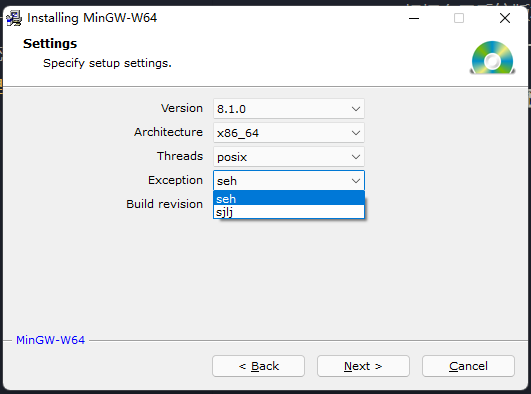 Installing MinGW-W64
Settings
Specify setup settings.
Version 8.1.0
Architecture x86_64
Threads posix
Exception seh
seh
Build revision
sjlj
MinGW-W64
< Back Next > Cancel